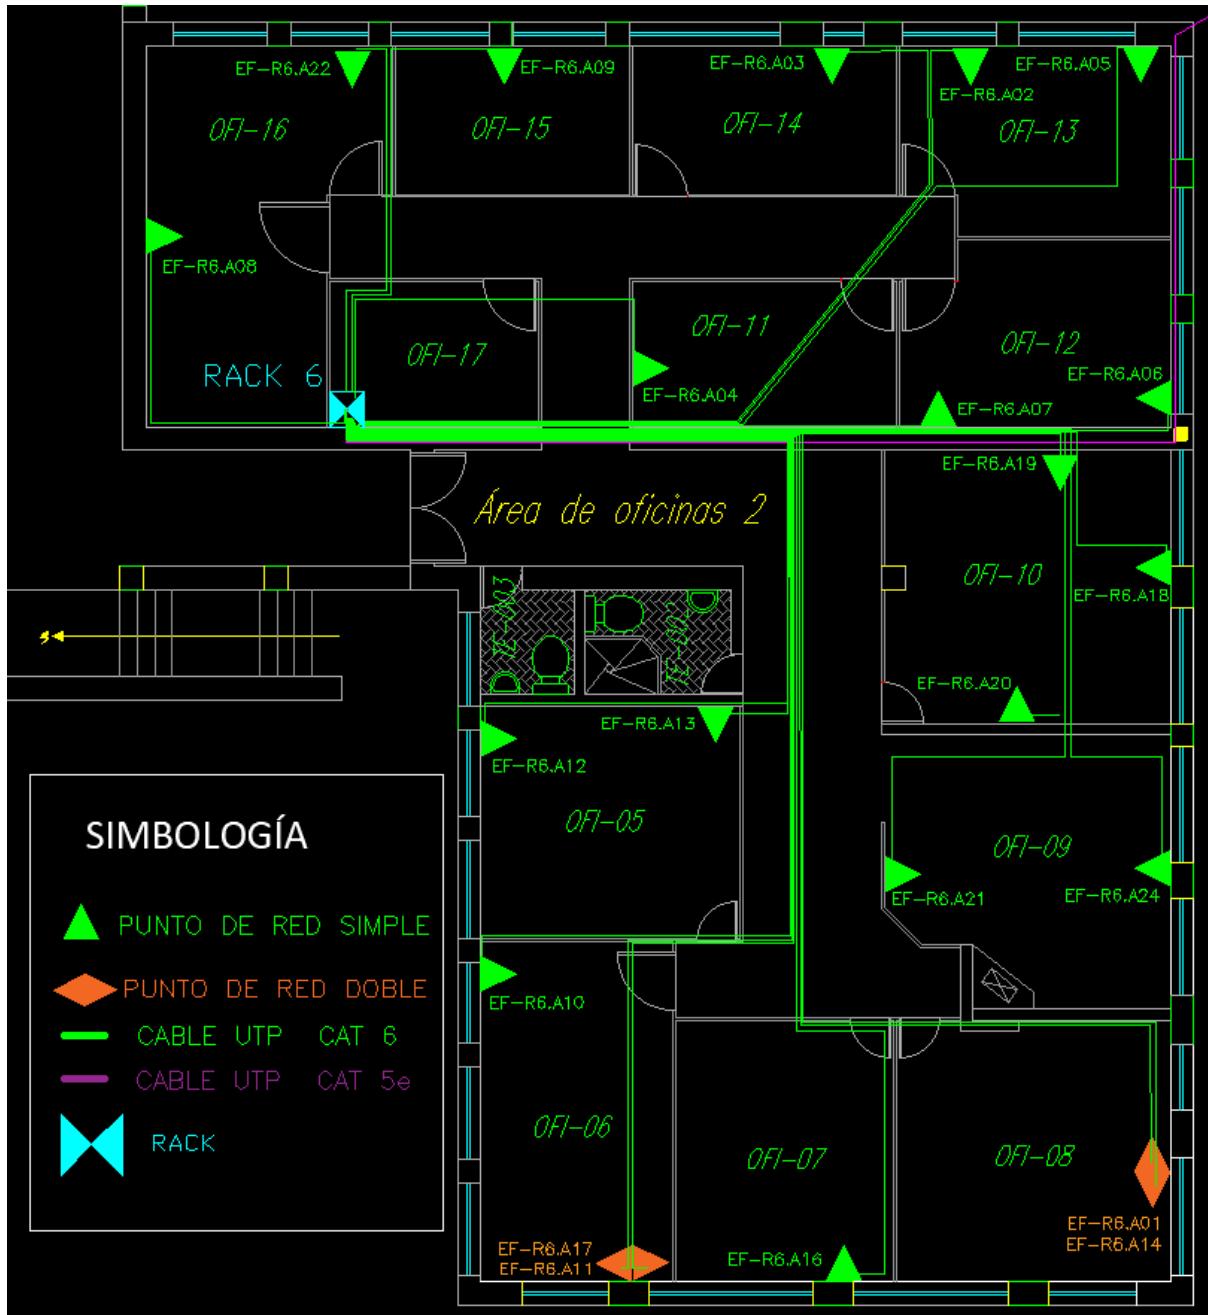 EF-R6.A22
EF-R6.A09
EF-R6.A03
EF-R6.A05
EF-R6.A02
OFI-16
OFI-15
OFI-14
OFI-13
EF-R6.A08
OFI-17
OFI-11
OFI-12
RACK 6
EF-R6.A04
EF-R6.A06
EF-R6.A07
EF-R6.A19
Área de oficinas 2
OFI-10
EF-R6.A18
TE-003
TE-002
EF-R6.A20
EF-R6.A13
EF-R6.A12
OFI-05
OFI-09
EF-R6.A21
EF-R6.A24
SIMBOLOGÍA
PUNTO DE RED SIMPLE
PUNTO DE RED DOBLE
CABLE UTP CAT 6
CABLE UTP CAT 5e
RACK
EF-R6.A10
OFI-06
OFI-07
OFI-08
EF-R6.A17
EF-R6.A11
EF-R6.A16
EF-R6.A01
EF-R6.A14